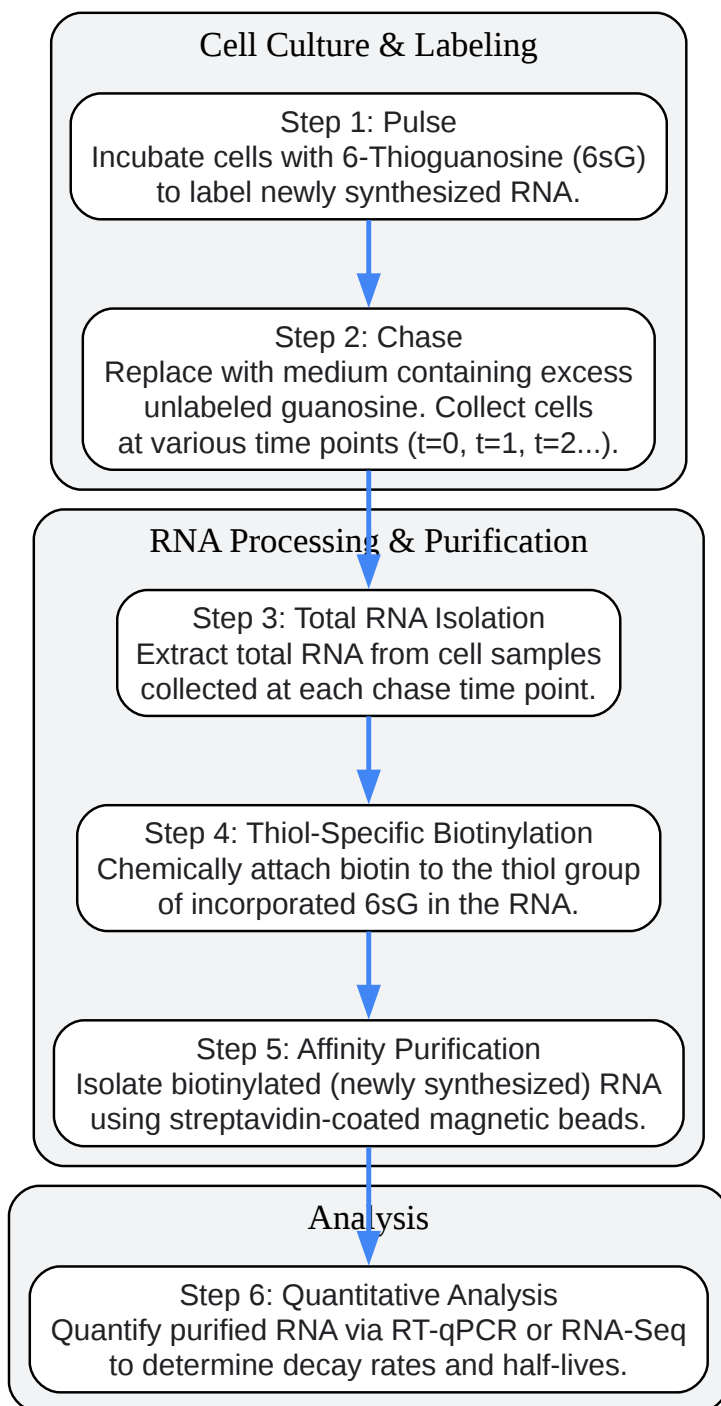 Cell Culture & Labeling
Step 1: Pulse
Incubate cells with 6-Thioguanosine (6sG)
to label newly synthesized RNA.
Step 2: Chase
Replace with medium containing excess
unlabeled guanosine. Collect cells
at various time points (t=0, t=1, t=2...).
RNA Processing & Purification
Step 3: Total RNA Isolation
Extract total RNA from cell samples
collected at each chase time point.
Step 4: Thiol-Specific Biotinylation
Chemically attach biotin to the thiol group
of incorporated 6sG in the RNA.
Step 5: Affinity Purification
Isolate biotinylated (newly synthesized) RNA
using streptavidin-coated magnetic beads.
Analysis
Step 6: Quantitative Analysis
Quantify purified RNA via RT-qPCR or RNA-Seq
to determine decay rates and half-lives.